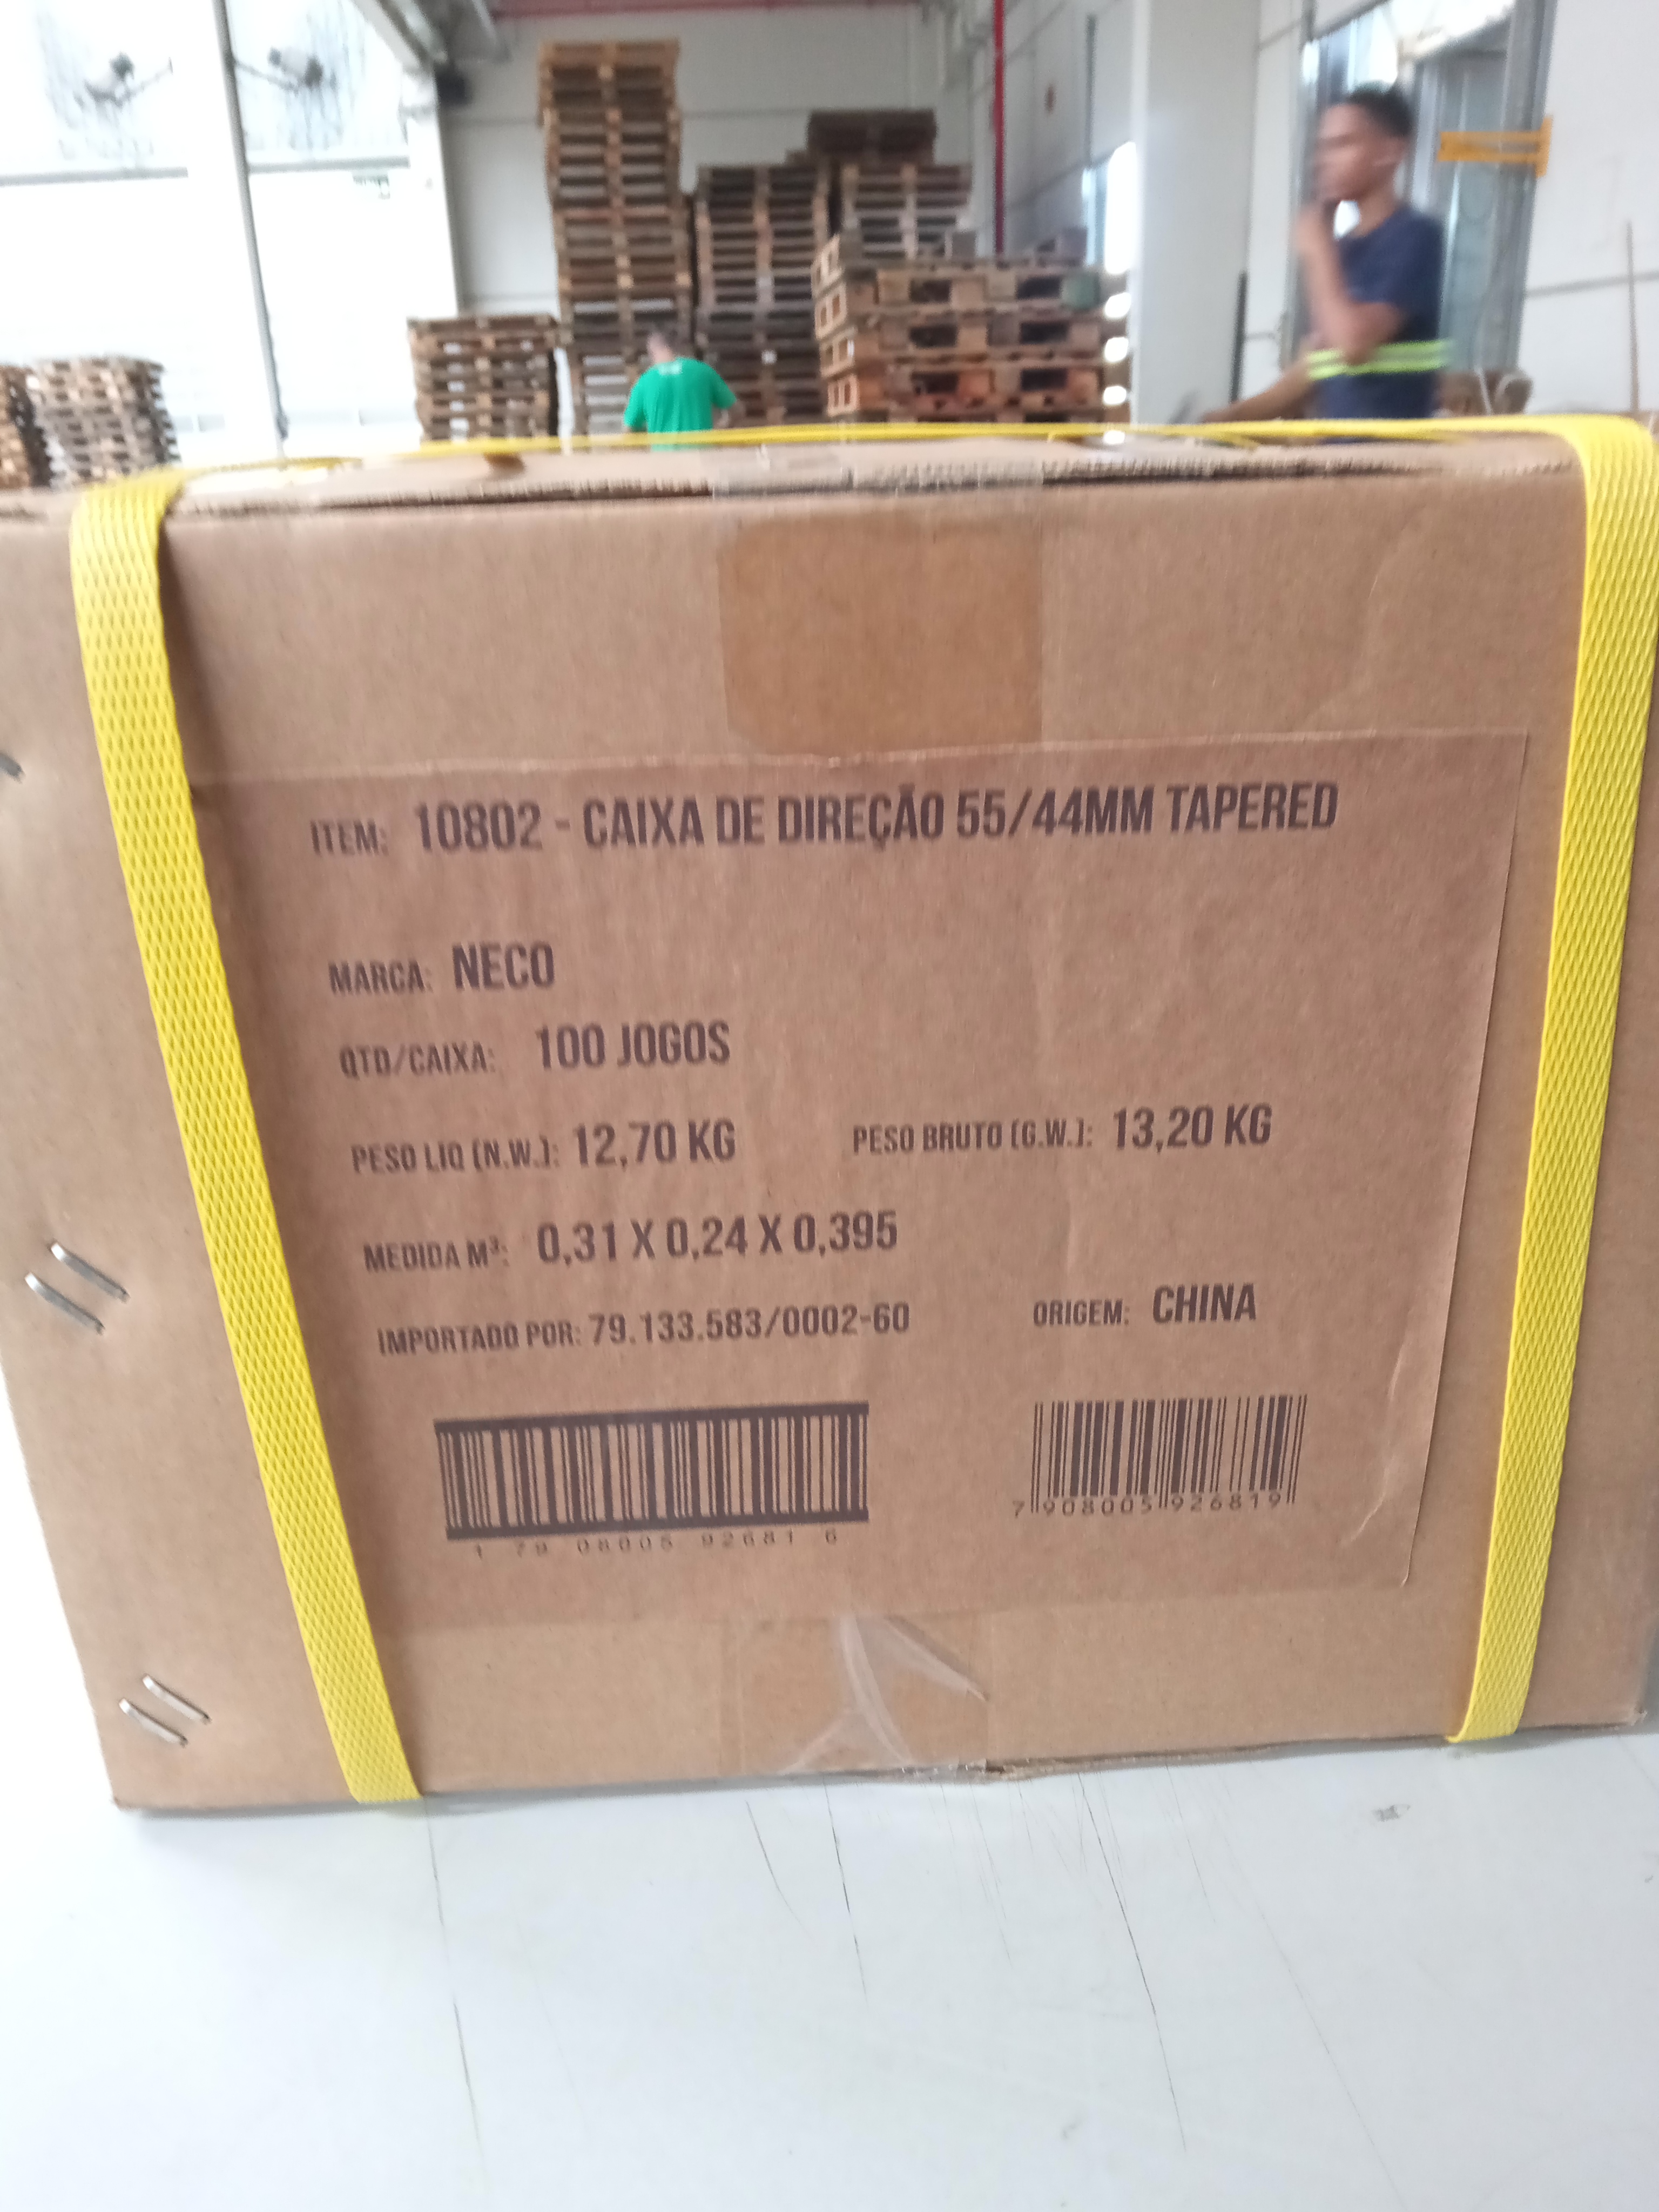 ITEM: 10802 - CAIXA DE DIREÇÃO 55/44MM TAPERED
MARCA: NECO
QTD/CAIXA: 100 JOGOS
PESO LIQ (N.W.): 12,70 KG PESO BRUTO (G.W.): 13,20 KG
MEDIDA M³: 0,31 X 0,24 X 0,395
IMPORTADO POR: 79.133.583/0002-60 ORIGEM: CHINA
1 79 08005 92681 6 7 908005 926819